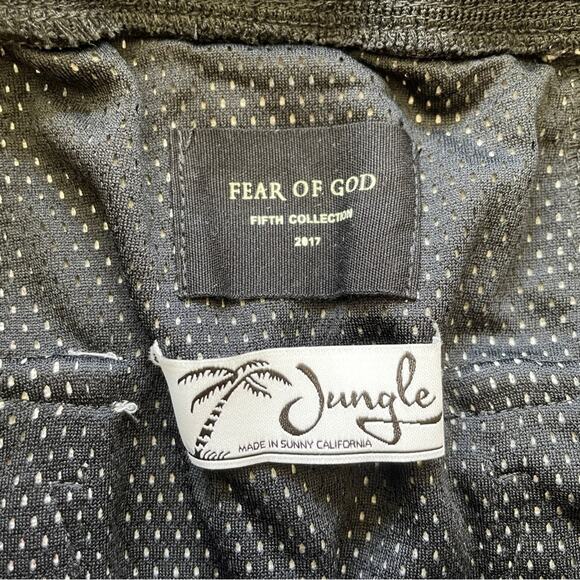 FEAR OF GOD
FIFTH COLLECTION
2017
Jungle
MADE IN SUNNY CALIFORNIA